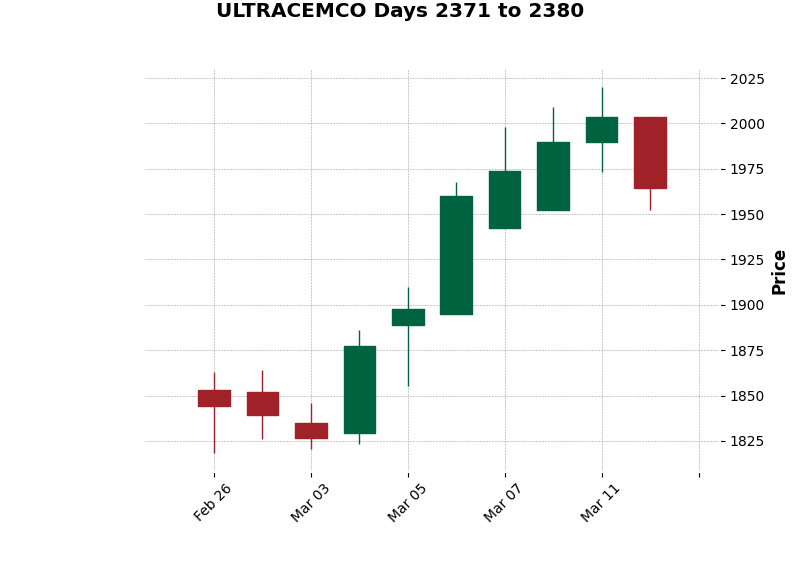 ULTRACEMCO Days 2371 to 2380
2025
2000
1975
1950
1925
1900
1875
1850
1825
Price
Feb 26
Mar 03
Mar 05
Mar 07
Mar 11